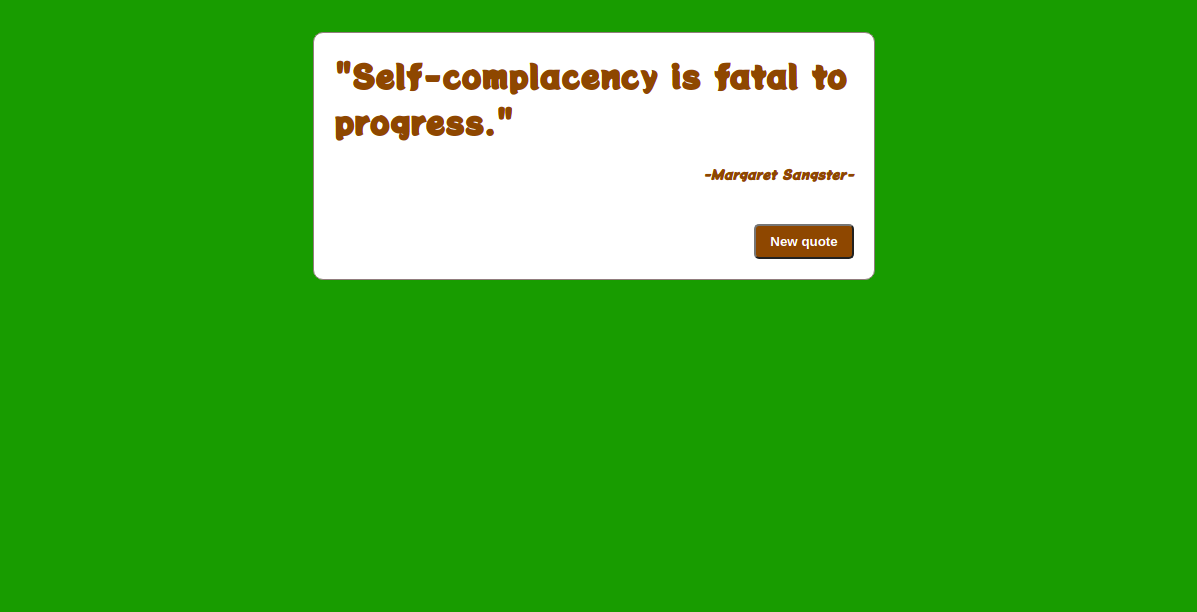 "Self-complacency is fatal to
progress."
-Margaret Sangster-
New quote